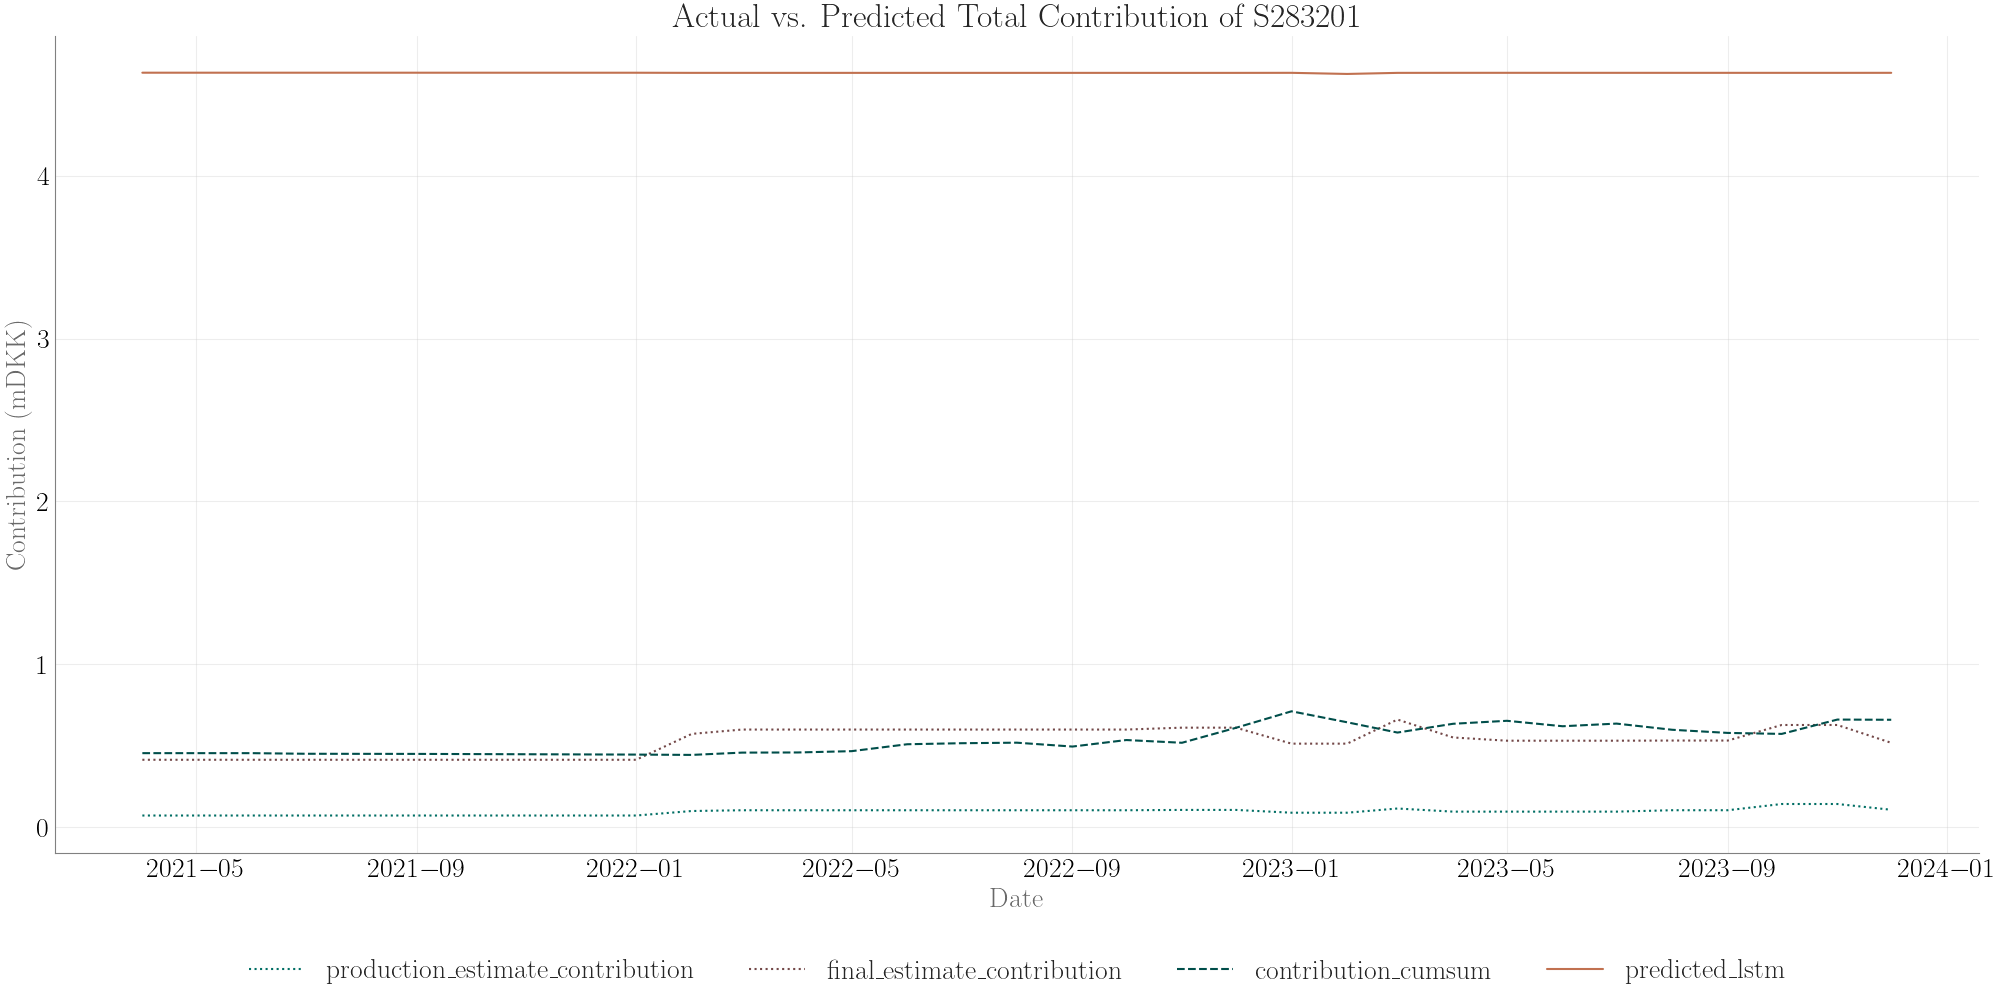 Actual vs. Predicted Total Contribution of S283201
Contribution (mDKK)
4
3
2
1
0
2021−05 2021−09 2022−01 2022−05 2022−09 2023−01 2023−05 2023−09 2024−01
Date
production_estimate_contribution final_estimate_contribution contribution_cumsum predicted_lstm